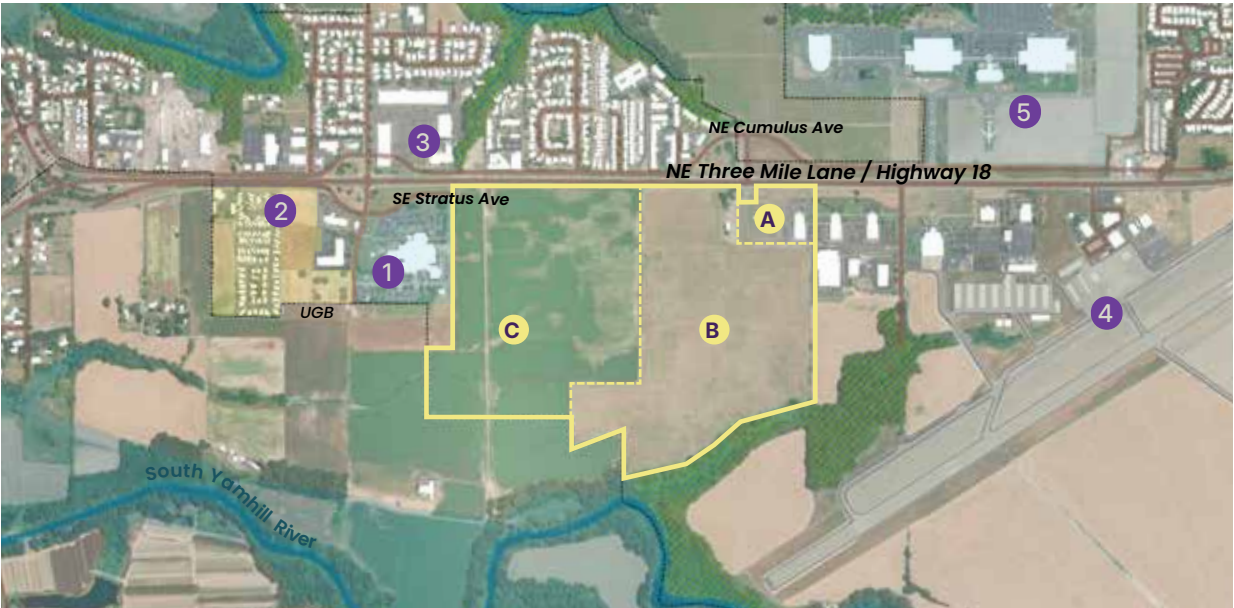 5
NE Cumulus Ave
3
NE Three Mile Lane / Highway 18
SE Stratus Ave
2
A
1
UGB
C
B
4
South Yamhill River